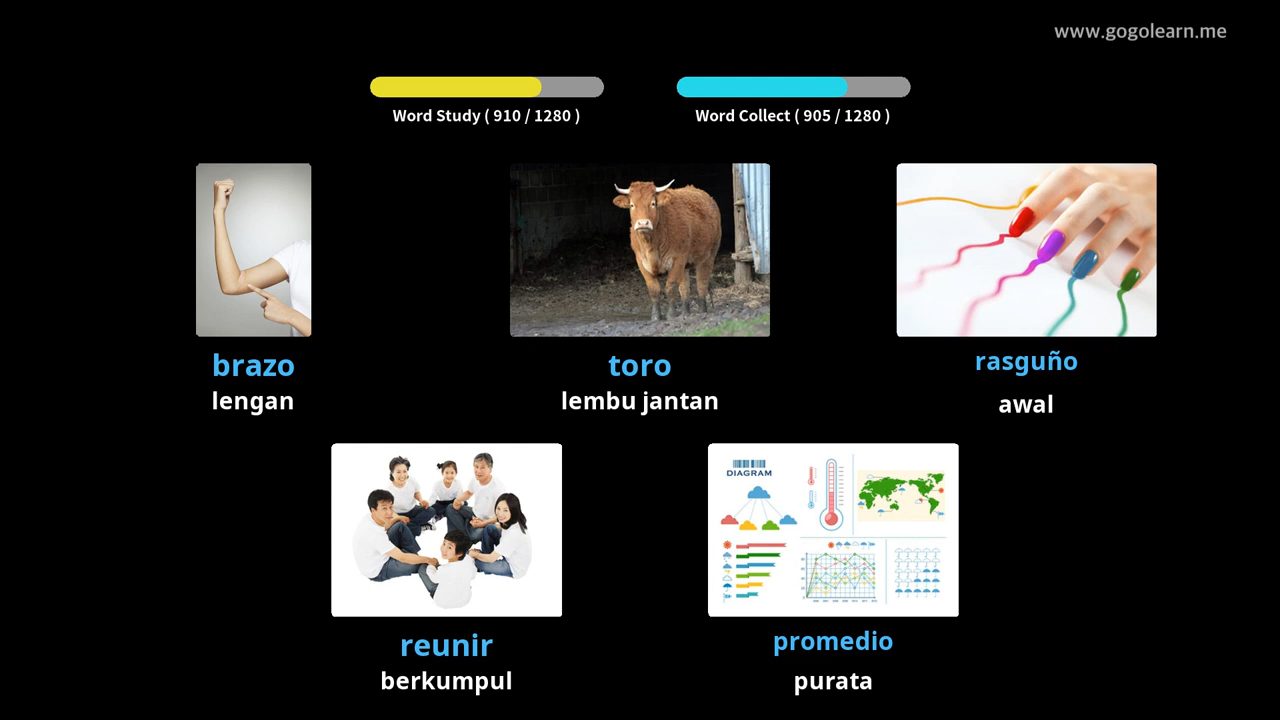 www.gogolearn.me
Word Study ( 910 / 1280 )
Word Collect ( 905 / 1280 )
brazo
lengan
toro
lembu jantan
rasguño
awal
DIAGRAM
reunir
berkumpul
promedio
purata